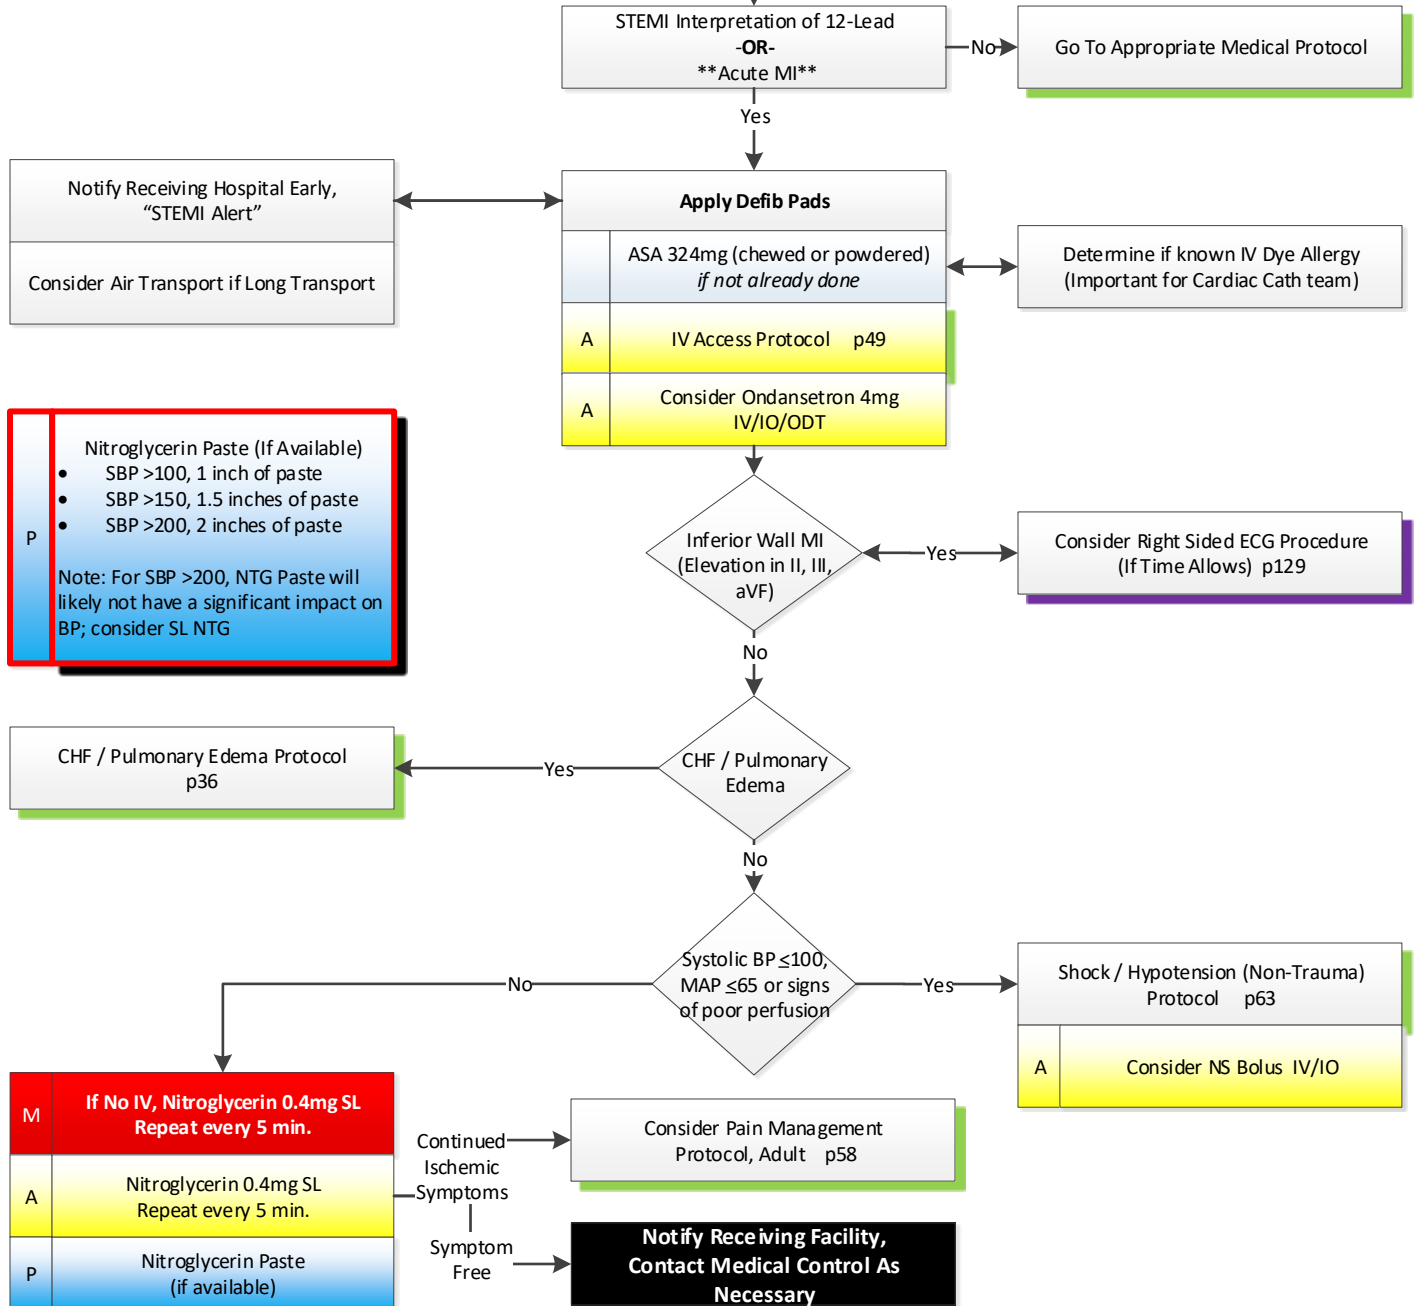 STEMI Interpretation of 12-Lead
-OR-
**Acute MI**
No
Go To Appropriate Medical Protocol
Yes
Notify Receiving Hospital Early,
“STEMI Alert”
Consider Air Transport if Long Transport
Apply Defib Pads
ASA 324mg (chewed or powdered)
if not already done
A IV Access Protocol p49
A Consider Ondansetron 4mg
IV/IO/ODT
Determine if known IV Dye Allergy
(Important for Cardiac Cath team)
P
Nitroglycerin Paste (If Available)
• SBP >100, 1 inch of paste
• SBP >150, 1.5 inches of paste
• SBP >200, 2 inches of paste
Note: For SBP >200, NTG Paste will
likely not have a significant impact on
BP; consider SL NTG
Inferior Wall MI
(Elevation in II, III,
aVF)
Yes
Consider Right Sided ECG Procedure
(If Time Allows) p129
No
CHF / Pulmonary
Edema
Yes
CHF / Pulmonary Edema Protocol
p36
No
Systolic BP ≤100,
MAP ≤65 or signs
of poor perfusion
Yes
Shock / Hypotension (Non-Trauma)
Protocol p63
A Consider NS Bolus IV/IO
No
M If No IV, Nitroglycerin 0.4mg SL
Repeat every 5 min.
A Nitroglycerin 0.4mg SL
Repeat every 5 min.
P Nitroglycerin Paste
(if available)
Continued
Ischemic
Symptoms
Consider Pain Management
Protocol, Adult p58
Symptom
Free
Notify Receiving Facility,
Contact Medical Control As
Necessary